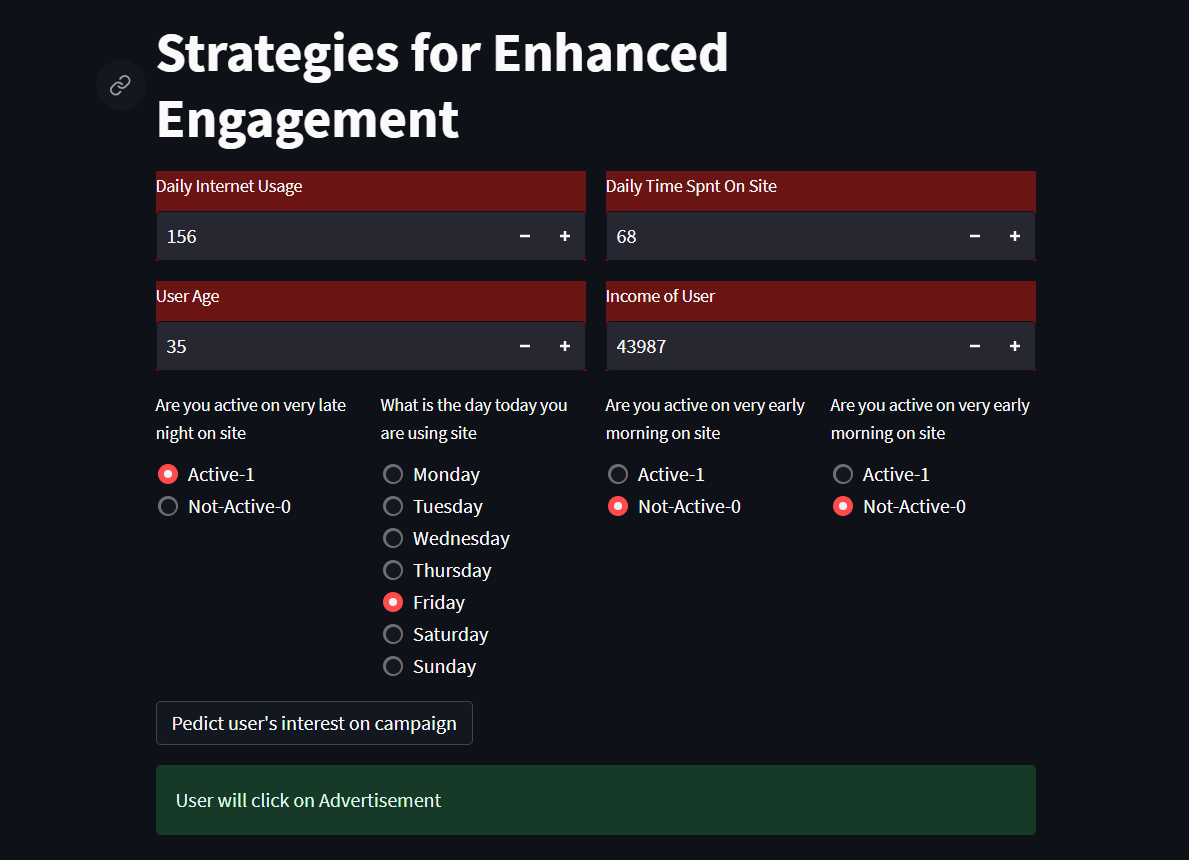 Strategies for Enhanced
Engagement
Daily Internet Usage
156
Daily Time Spnt On Site
68
User Age
35
Income of User
43987
Are you active on very late
night on site
Active-1
Not-Active-0
What is the day today you
are using site
Monday
Tuesday
Wednesday
Thursday
Friday
Saturday
Sunday
Are you active on very early
morning on site
Active-1
Not-Active-0
Are you active on very early
morning on site
Active-1
Not-Active-0
Pedict user's interest on campaign
User will click on Advertisement